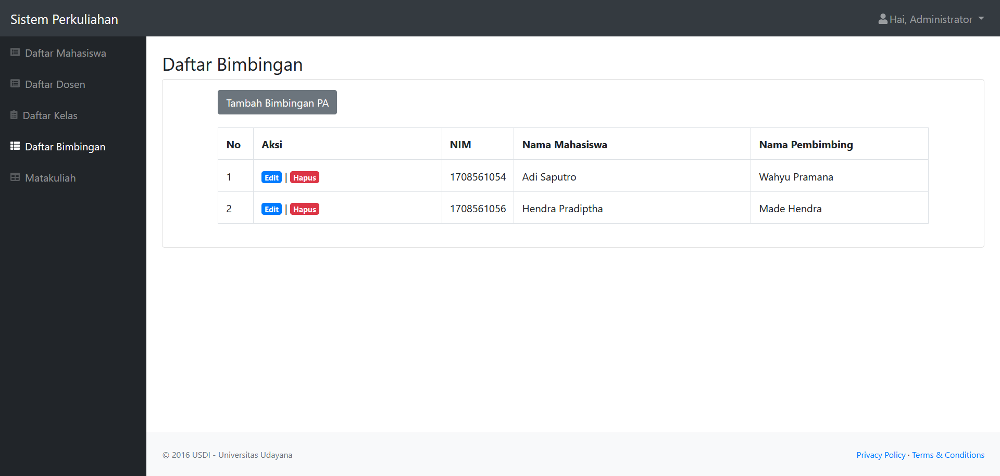 Sistem Perkuliahan
Hai, Administrator
Daftar Mahasiswa
Daftar Dosen
Daftar Kelas
Daftar Bimbingan
Matakuliah
Daftar Bimbingan
Tambah Bimbingan PA
No Aksi NIM Nama Mahasiswa Nama Pembimbing
1 Edit | Hapus 1708561054 Adi Saputro Wahyu Pramana
2 Edit | Hapus 1708561056 Hendra Pradiptha Made Hendra
© 2016 USDI - Universitas Udayana
Privacy Policy · Terms & Conditions